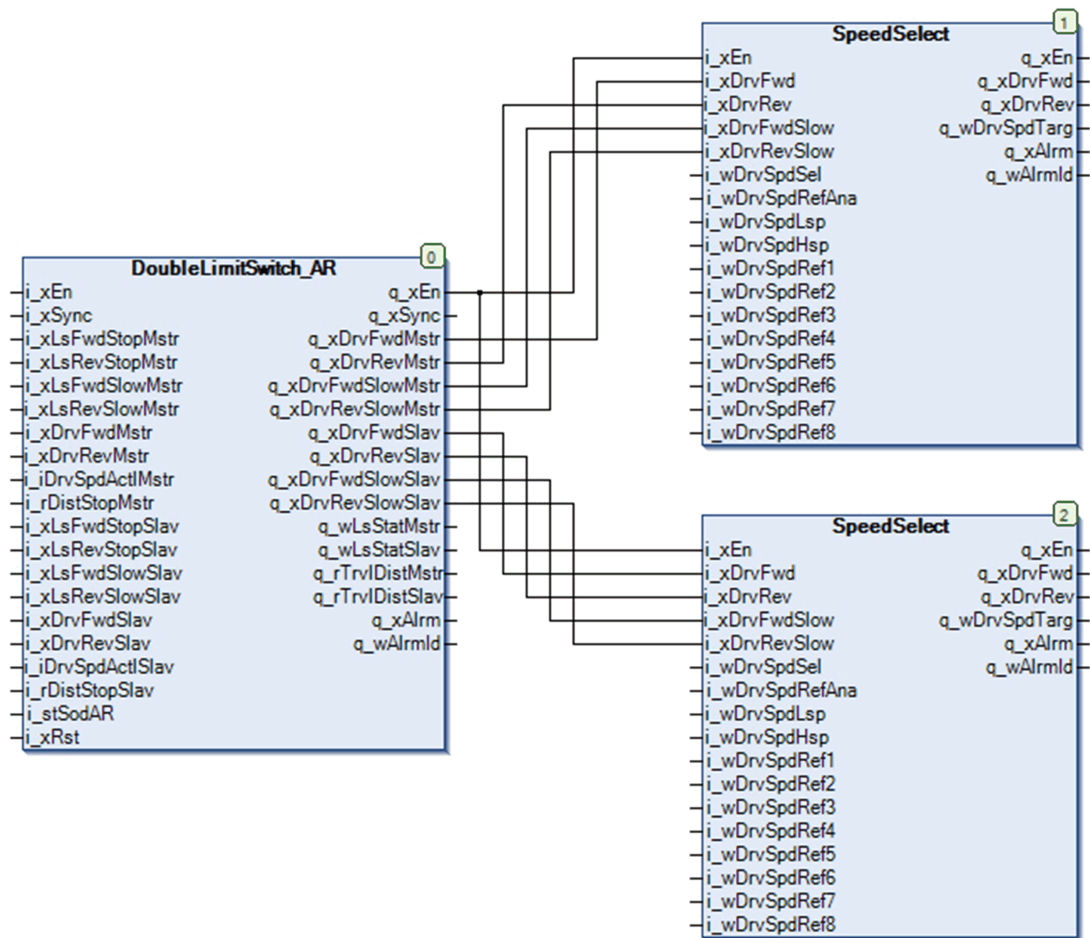 1
SpeedSelect
i_xEn q_xEn
i_xDrvFwd q_xDrvFwd
i_xDrvRev q_xDrvRev
i_xDrvFwdSlow q_wDrvSpdTarg
i_xDrvRevSlow q_xAlrm
i_wDrvSpdSel q_wAlrmId
i_wDrvSpdRefAna
i_wDrvSpdLsp
i_wDrvSpdHsp
i_wDrvSpdRef1
i_wDrvSpdRef2
i_wDrvSpdRef3
i_wDrvSpdRef4
i_wDrvSpdRef5
i_wDrvSpdRef6
i_wDrvSpdRef7
i_wDrvSpdRef8
0
DoubleLimitSwitch_AR
i_xEn q_xEn
i_xSync q_xSync
i_xLsFwdStopMstr q_xDrvFwdMstr
i_xLsRevStopMstr q_xDrvRevMstr
i_xLsFwdSlowMstr q_xDrvFwdSlowMstr
i_xLsRevSlowMstr q_xDrvRevSlowMstr
i_xDrvFwdMstr q_xDrvFwdSlav
i_xDrvRevMstr q_xDrvRevSlav
i_iDrvSpdActlMstr q_xDrvFwdSlowSlav
i_rDistStopMstr q_xDrvRevSlowSlav
i_xLsFwdStopSlav q_wLsStatMstr
i_xLsRevStopSlav q_wLsStatSlav
i_xLsFwdSlowSlav q_rTrvlDistMstr
i_xLsRevSlowSlav q_rTrvlDistSlav
i_xDrvFwdSlav q_xAlrm
i_xDrvRevSlav q_wAlrmId
i_iDrvSpdActlSlav
i_rDistStopSlav
i_stSodAR
i_xRst
2
SpeedSelect
i_xEn q_xEn
i_xDrvFwd q_xDrvFwd
i_xDrvRev q_xDrvRev
i_xDrvFwdSlow q_wDrvSpdTarg
i_xDrvRevSlow q_xAlrm
i_wDrvSpdSel q_wAlrmId
i_wDrvSpdRefAna
i_wDrvSpdLsp
i_wDrvSpdHsp
i_wDrvSpdRef1
i_wDrvSpdRef2
i_wDrvSpdRef3
i_wDrvSpdRef4
i_wDrvSpdRef5
i_wDrvSpdRef6
i_wDrvSpdRef7
i_wDrvSpdRef8